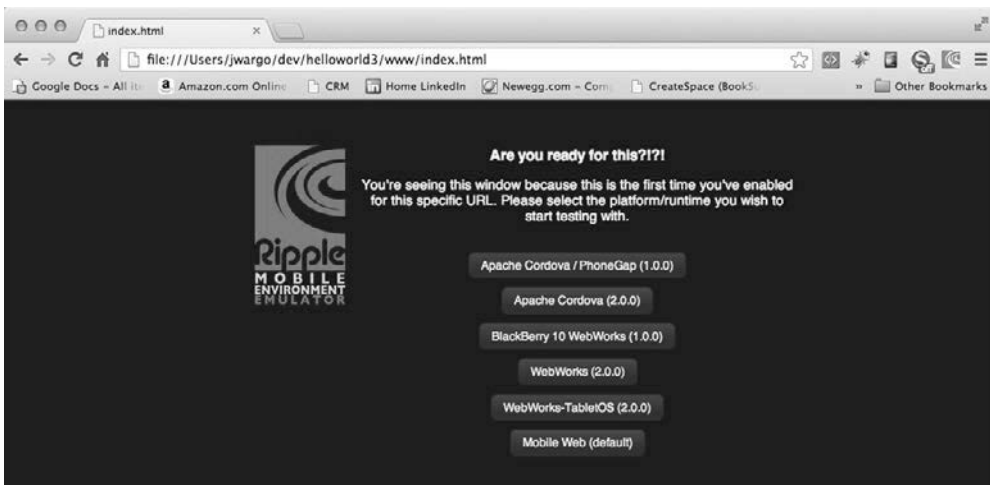 index.html
file:///Users/jwargo/dev/helloworld3/www/index.html
Google Docs - All it
a Amazon.com Online
CRM
in Home LinkedIn
Newegg.com - Com
CreateSpace (BookS
»
Other Bookmarks
Ripple
MOBILE
ENVIRONMENT
EMULATOR
Are you ready for this?!?!
You're seeing this window because this is the first time you've enabled
for this specific URL. Please select the platform/runtime you wish to
start testing with.
Apache Cordova / PhoneGap (1.0.0)
Apache Cordova (2.0.0)
BlackBerry 10 WebWorks (1.0.0)
WebWorks (2.0.0)
WebWorks-TabletOS (2.0.0)
Mobile Web (default)